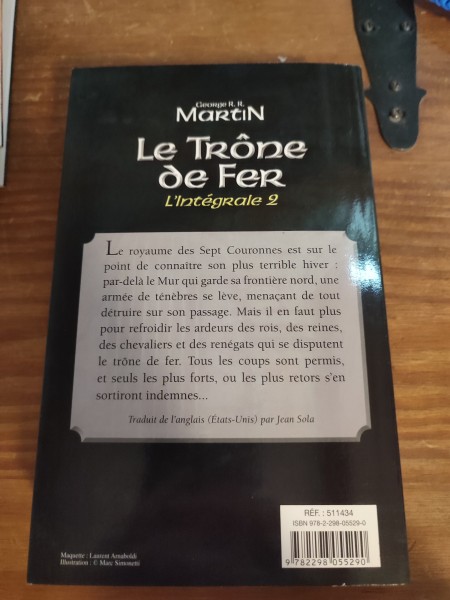 George R. R.
Martin
Le Trône
de Fer
L'Intégrale 2
Le royaume des Sept Couronnes est sur le
point de connaître son plus terrible hiver :
par-delà le Mur qui garde sa frontière nord, une
armée de ténèbres se lève, menaçant de tout
détruire sur son passage. Mais il en faut plus
pour refroidir les ardeurs des rois, des reines,
des chevaliers et des renégats qui se disputent
le trône de fer. Tous les coups sont permis,
et seuls les plus forts, ou les plus retors s'en
sortiront indemnes...
Traduit de l'anglais (États-Unis) par Jean Sola
RÉF. : 511434
ISBN 978-2-298-05529-0
9 782298 055290
Maquette : Laurent Arnaboldi
Illustration : © Marc Simonetti